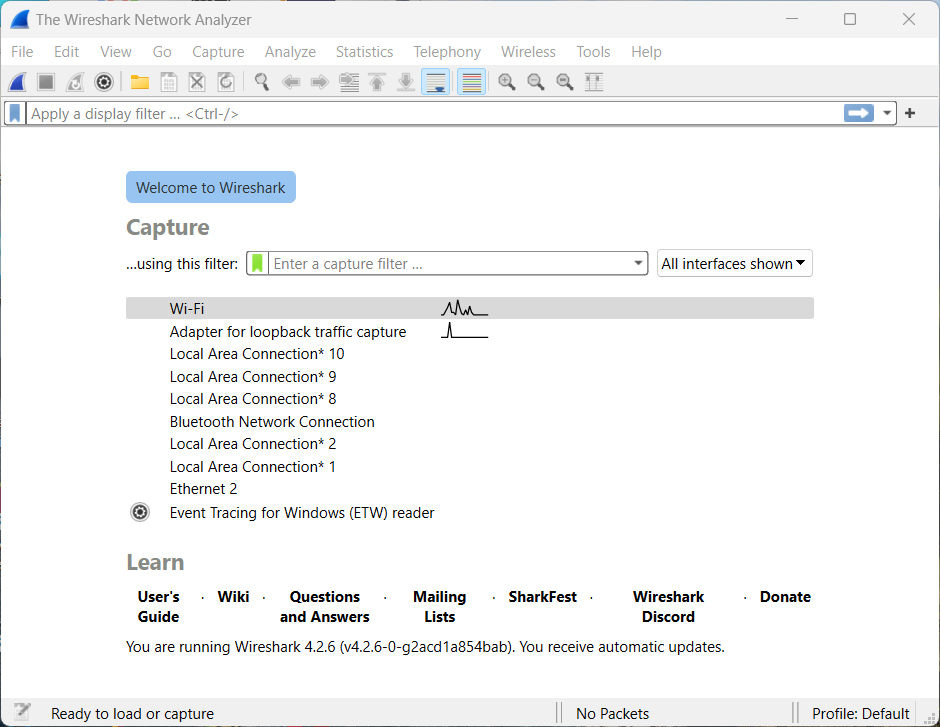 The Wireshark Network Analyzer
File Edit View Go Capture Analyze Statistics Telephony Wireless Tools Help
Apply a display filter ... <Ctrl-/>
Welcome to Wireshark
Capture
...using this filter: Enter a capture filter ... All interfaces shown
Wi-Fi
Adapter for loopback traffic capture
Local Area Connection* 10
Local Area Connection* 9
Local Area Connection* 8
Bluetooth Network Connection
Local Area Connection* 2
Local Area Connection* 1
Ethernet 2
Event Tracing for Windows (ETW) reader
Learn
User's Guide · Wiki · Questions and Answers · Mailing Lists · SharkFest · Wireshark Discord · Donate
You are running Wireshark 4.2.6 (v4.2.6-0-g2acd1a854bab). You receive automatic updates.
Ready to load or capture No Packets Profile: Default